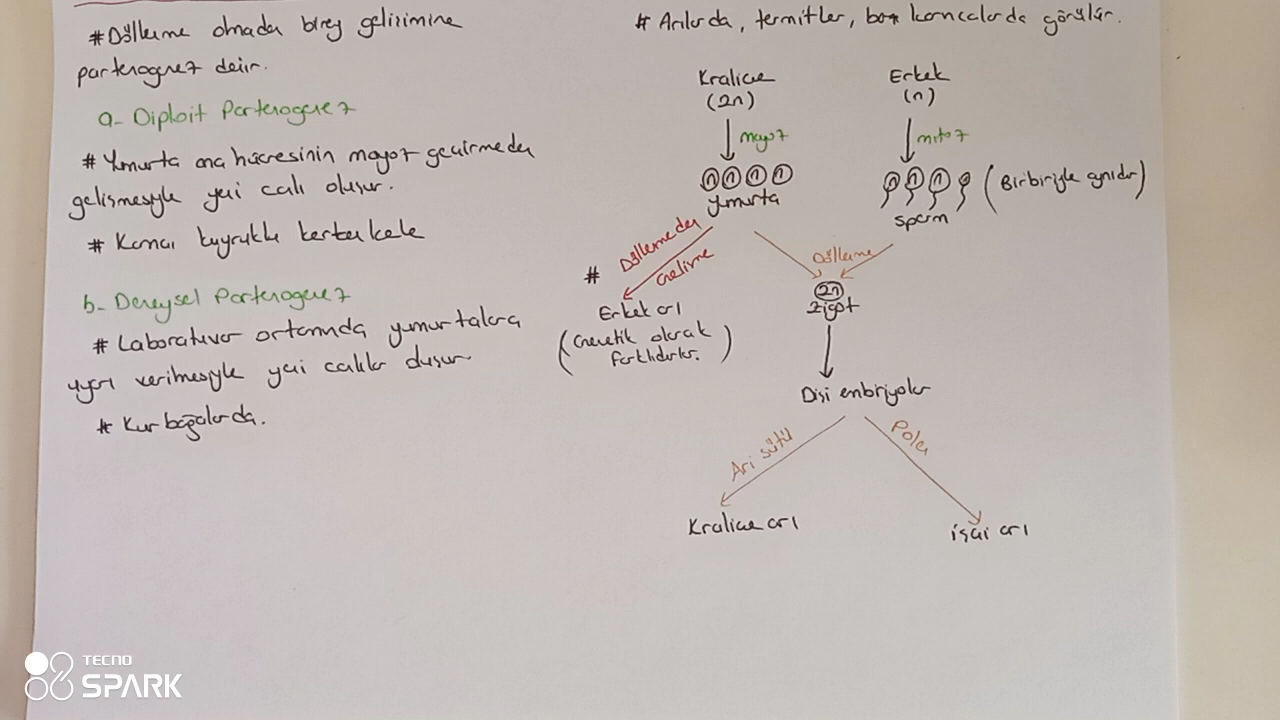 #Döllenme olmadan birey gelişimine
partenogenez denir.
a- Diploit Partenogenez
# Yumurta ana hücresinin mayoz geçirmeden
gelişmesiyle yeni canlı oluşur.
# Kamçı kuyruklu kertenkele
b- Deneysel Partenogenez
# Laboratuvar ortamında yumurtalara
uyarı verilmesiyle yeni canlılar oluşur.
# Kurbağalarda.
# Arılarda, termitler, bazı karıncalarda görülür.
Kraliçe
(2n)
mayoz
n n n n
yumurta
Erkek
(n)
mitoz
n n
(Birbiriyle aynıdır)
sperm
Döllenmeden
Gelişme
#
Erkek arı
(Genetik olarak
farklıdırlar.)
Döllenme
2n
zigot
Dişi embriyolar
Arı sütü
Polen
Kraliçe arı
işçi arı
TECNO
SPARK